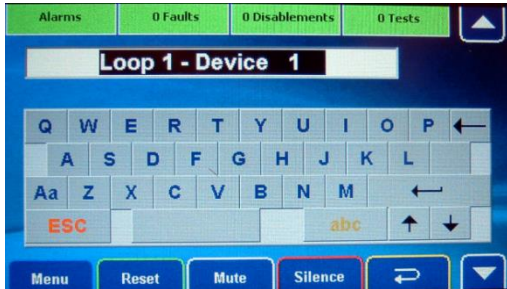 Alarms 0 Faults 0 Disablements 0 Tests
Loop 1 - Device 1
Q W E R T Y U I O P
A S D F G H J K L
Aa Z X C V B N M
ESC abc
Menu Reset Mute Silence